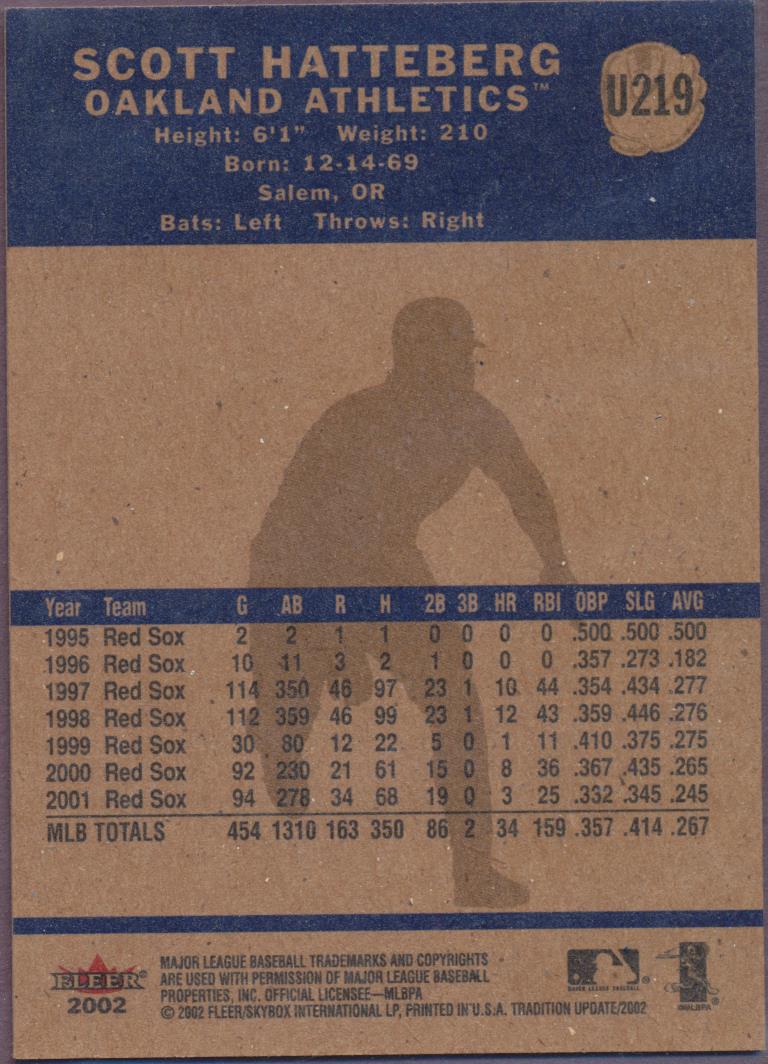 SCOTT HATTEBERG
OAKLAND ATHLETICS™
U219
Height: 6'1" Weight: 210
Born: 12-14-69
Salem, OR
Bats: Left Throws: Right
Year Team G AB R H 2B 3B HR RBI OBP SLG AVG
1995 Red Sox 2 2 1 1 0 0 0 0 .500 .500 .500
1996 Red Sox 10 11 3 2 1 0 0 0 .357 .273 .182
1997 Red Sox 114 350 46 97 23 1 10 44 .354 .434 .277
1998 Red Sox 112 359 46 99 23 1 12 43 .359 .446 .276
1999 Red Sox 30 80 12 22 5 0 1 11 .410 .375 .275
2000 Red Sox 92 230 21 61 15 0 8 36 .367 .435 .265
2001 Red Sox 94 278 34 68 19 0 3 25 .332 .345 .245
MLB TOTALS 454 1310 163 350 86 2 34 159 .357 .414 .267
FLEER®
2002
MAJOR LEAGUE BASEBALL TRADEMARKS AND COPYRIGHTS
ARE USED WITH PERMISSION OF MAJOR LEAGUE BASEBALL
PROPERTIES, INC. OFFICIAL LICENSEE—MLBPA
© 2002 FLEER/SKYBOX INTERNATIONAL LP, PRINTED IN U.S.A. TRADITION UPDATE/2002
MAJOR LEAGUE BASEBALL
©MLBPA